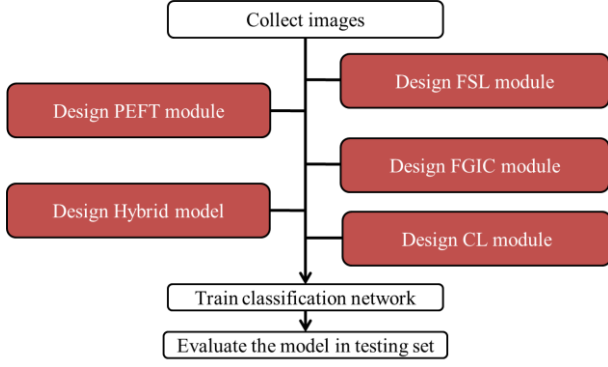 Collect images
Design FSL module
Design PEFT module
Design FGIC module
Design Hybrid model
Design CL module
Train classification network
Evaluate the model in testing set